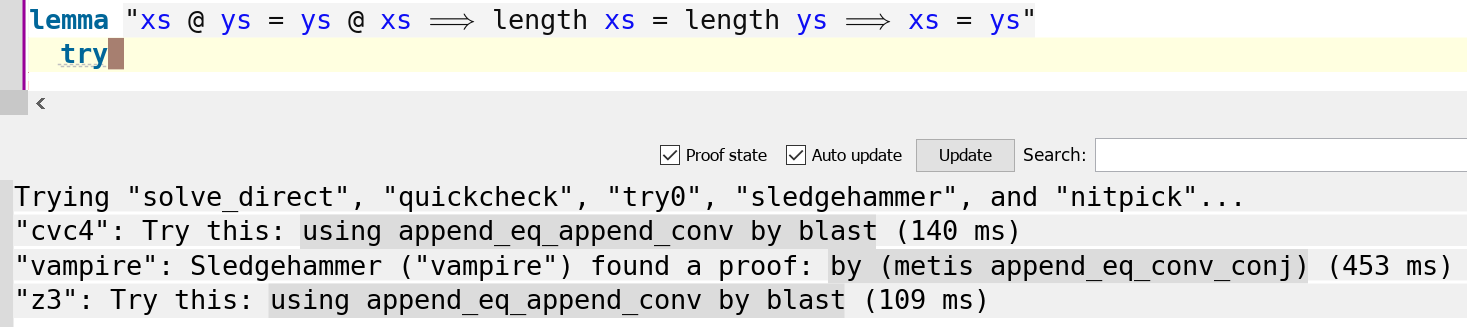 lemma "xs @ ys = ys @ xs ⟹ length xs = length ys ⟹ xs = ys"
try
Proof state Auto update Update Search:
Trying "solve_direct", "quickcheck", "try0", "sledgehammer", and "nitpick"...
"cvc4": Try this: using append_eq_append_conv by blast (140 ms)
"vampire": Sledgehammer ("vampire") found a proof: by (metis append_eq_conv_conj) (453 ms)
"z3": Try this: using append_eq_append_conv by blast (109 ms)